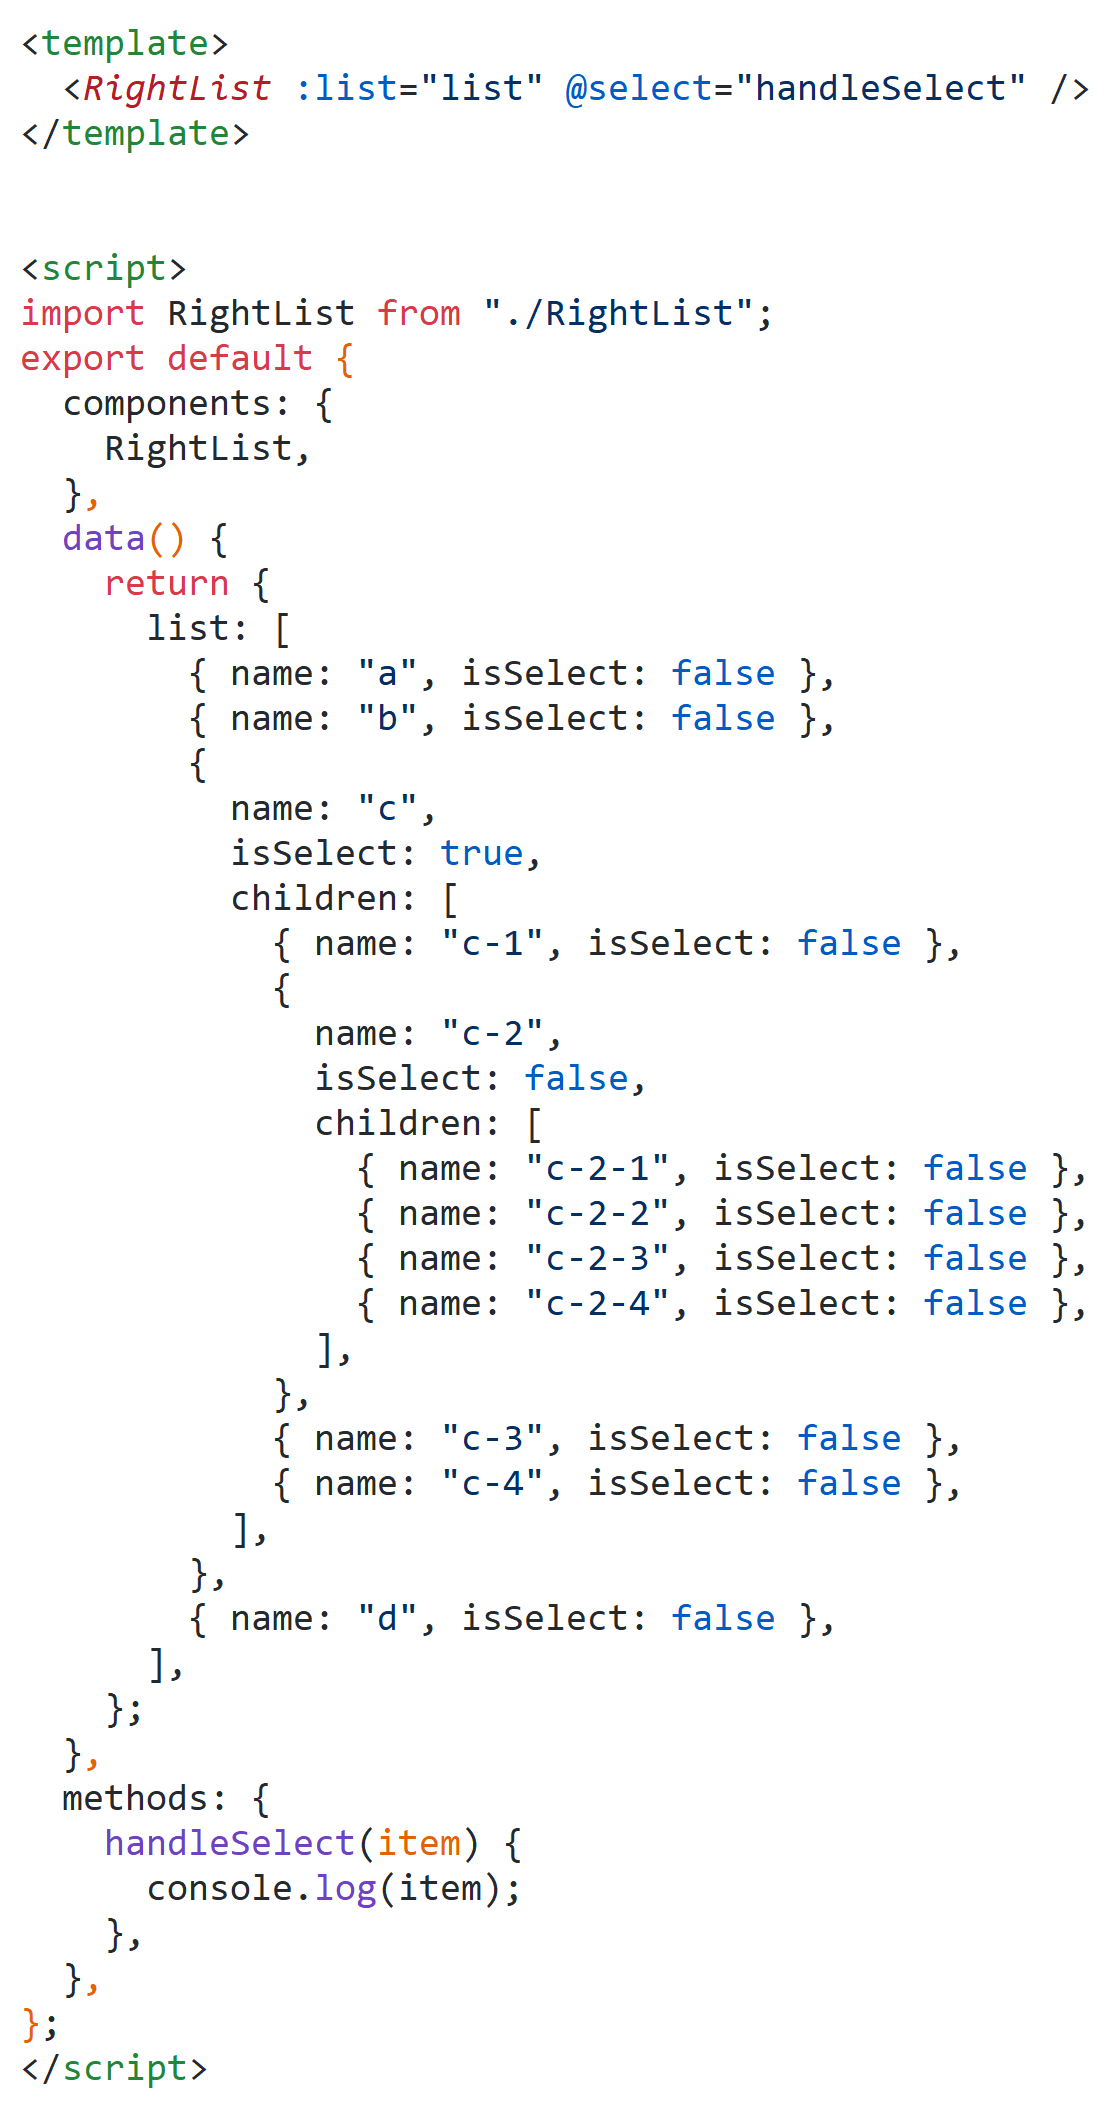 <template>
  <RightList :list="list" @select="handleSelect" />
</template>
<script>
import RightList from "./RightList";
export default {
  components: {
    RightList,
  },
  data() {
    return {
      list: [
        { name: "a", isSelect: false },
        { name: "b", isSelect: false },
        {
          name: "c",
          isSelect: true,
          children: [
            { name: "c-1", isSelect: false },
            {
              name: "c-2",
              isSelect: false,
              children: [
                { name: "c-2-1", isSelect: false },
                { name: "c-2-2", isSelect: false },
                { name: "c-2-3", isSelect: false },
                { name: "c-2-4", isSelect: false },
              ],
            },
            { name: "c-3", isSelect: false },
            { name: "c-4", isSelect: false },
          ],
        },
        { name: "d", isSelect: false },
      ],
    };
  },
  methods: {
    handleSelect(item) {
      console.log(item);
    },
  },
};
</script>